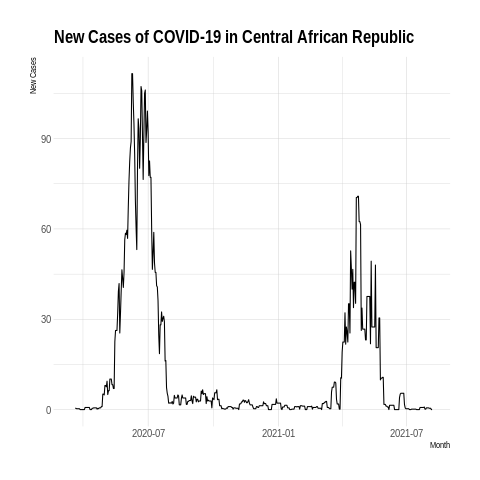 New Cases of COVID-19 in Central African Republic
New Cases
90
60
30
0
2020-07
2021-01
2021-07
Month